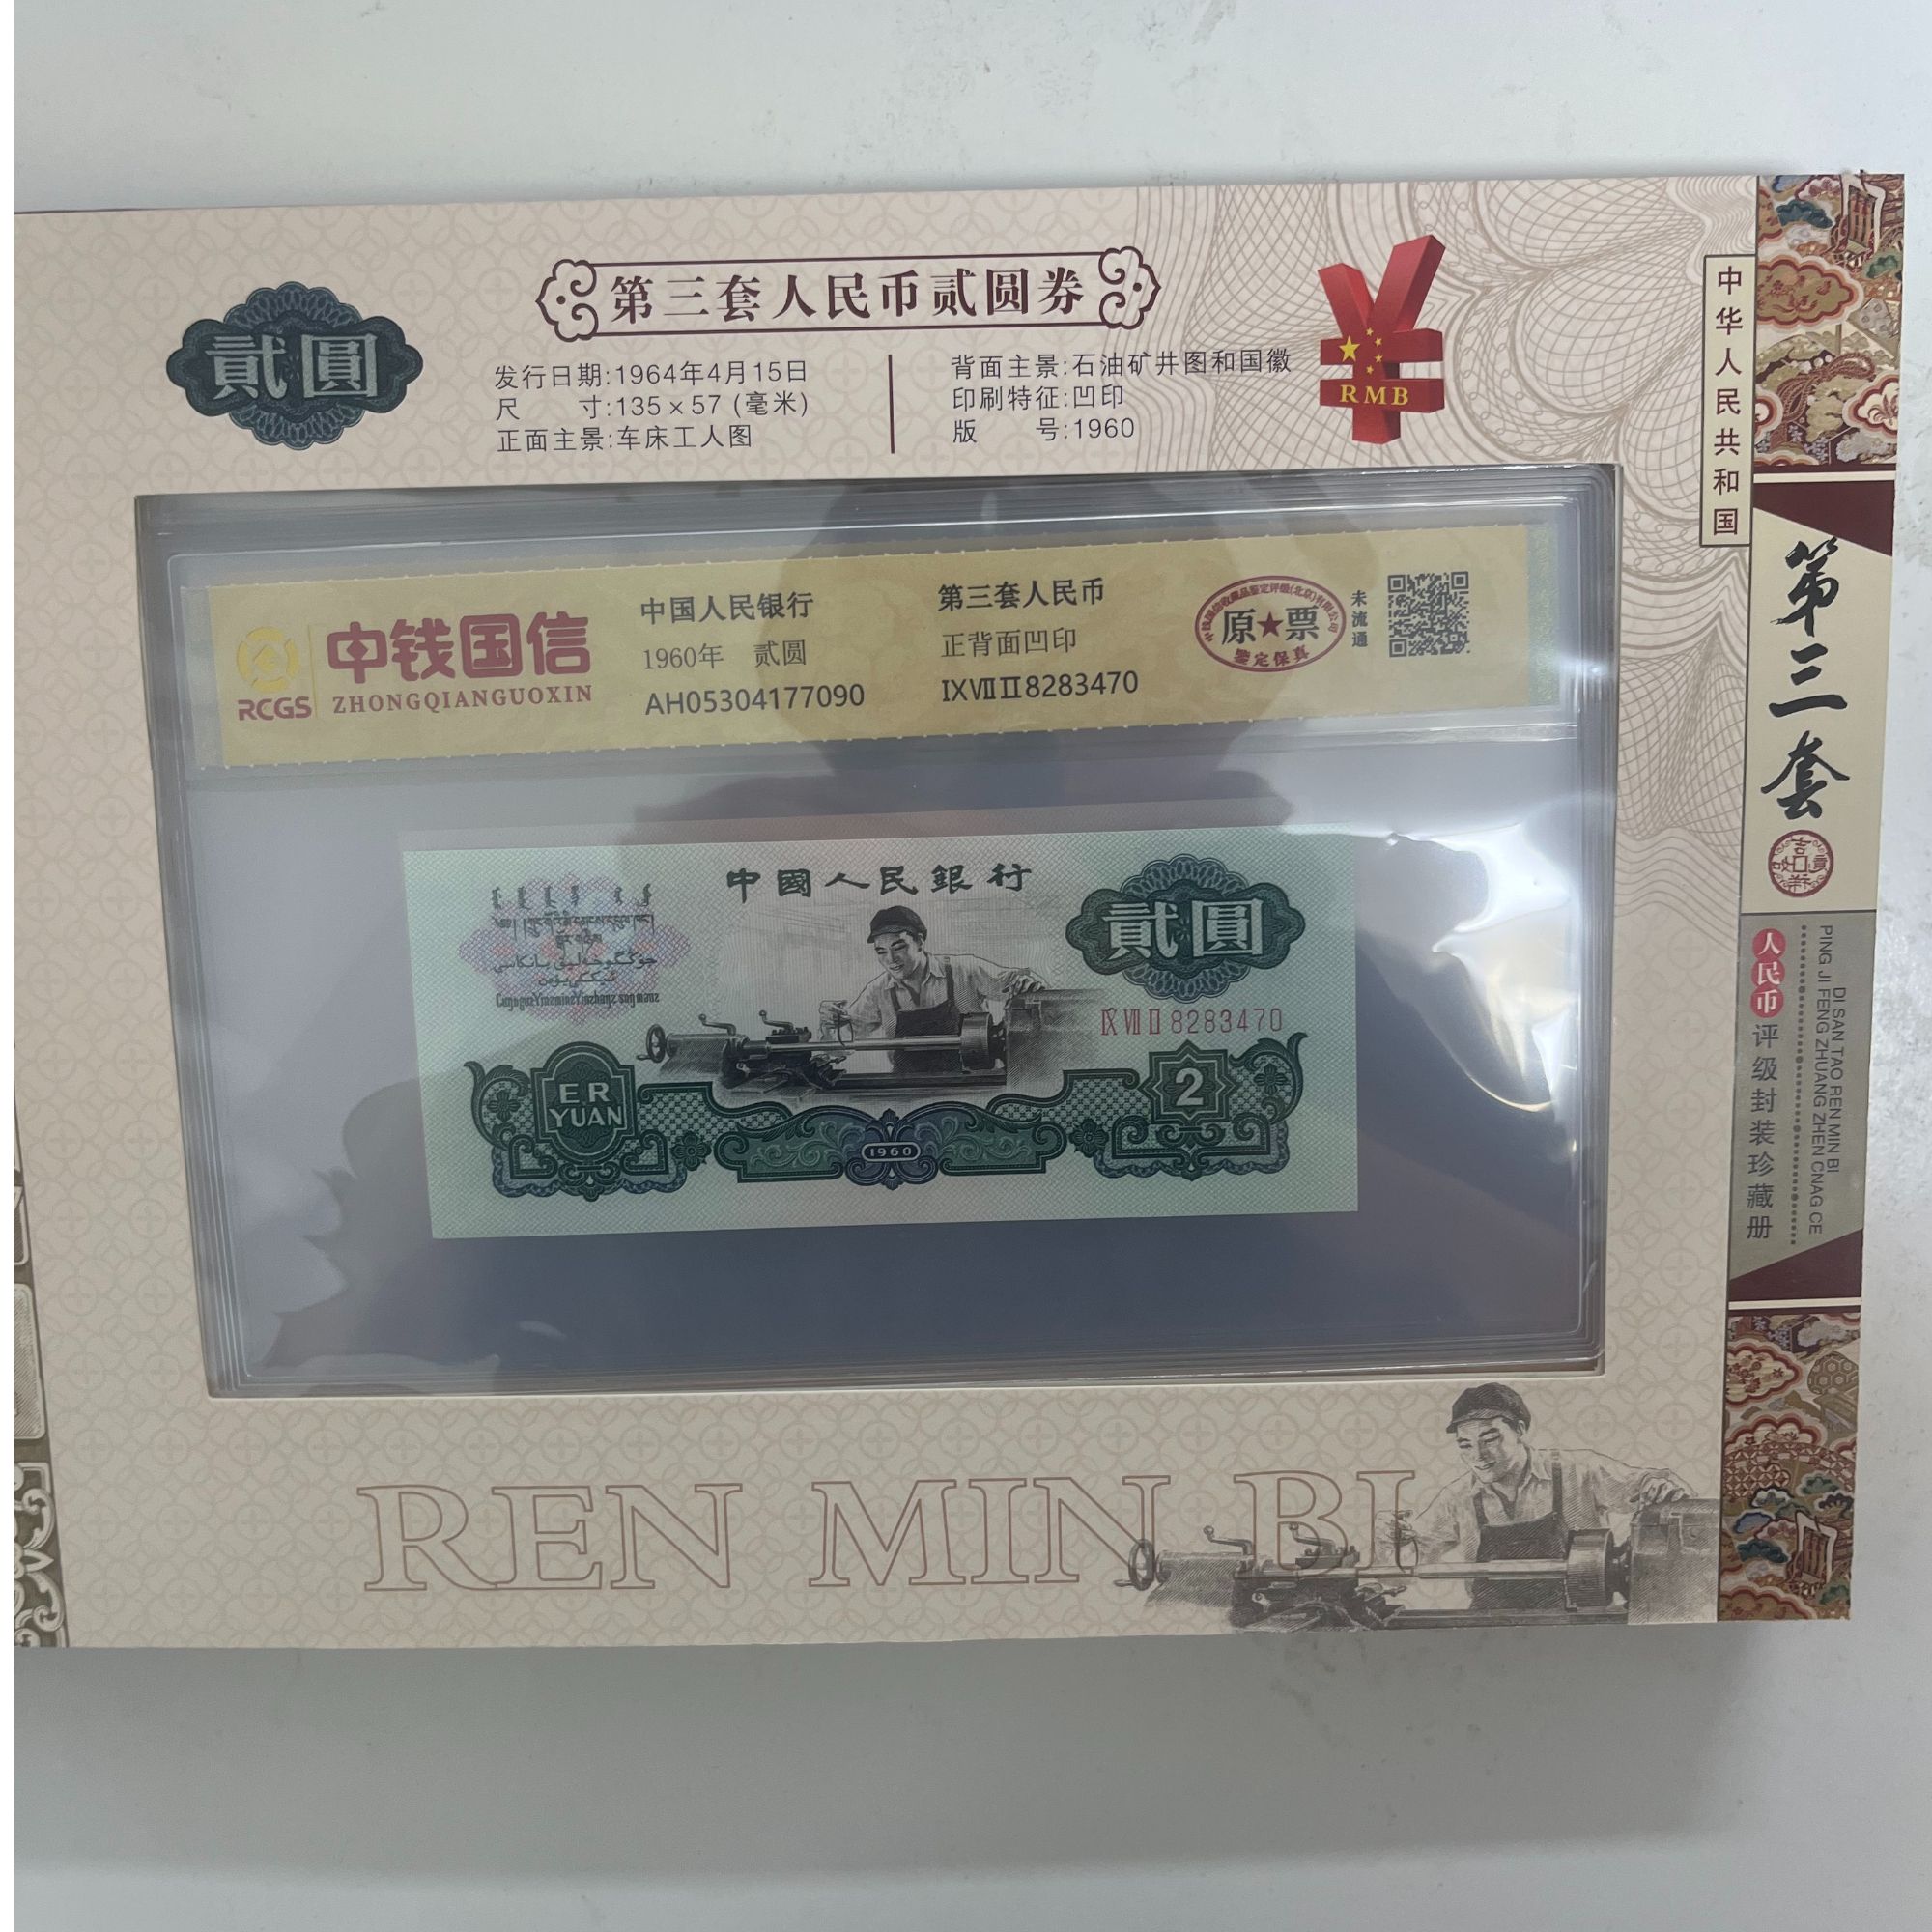 貳圓
第三套人民币贰圆券
发行日期:1964年4月15日
尺 寸:135×57 (毫米)
正面主景:车床工人图
背面主景:石油矿井图和国徽
印刷特征:凹印
版 号:1960
RMB
中华人民共和国
第三套
人民币
评级封装珍藏册
DI SAN TAO REN MIN BI
PING JI FENG ZHUANG ZHEN CNAG CE
RCGS
中钱国信
ZHONGQIANGUOXIN
中国人民银行
1960年 贰圆
AH05304177090
第三套人民币
正背面凹印
IXⅧⅡ8283470
原★票
鉴定保真
未流通
中國人民銀行
貳圓
ⅨⅧⅡ8283470
ER
YUAN
1960
2
REN MIN BI